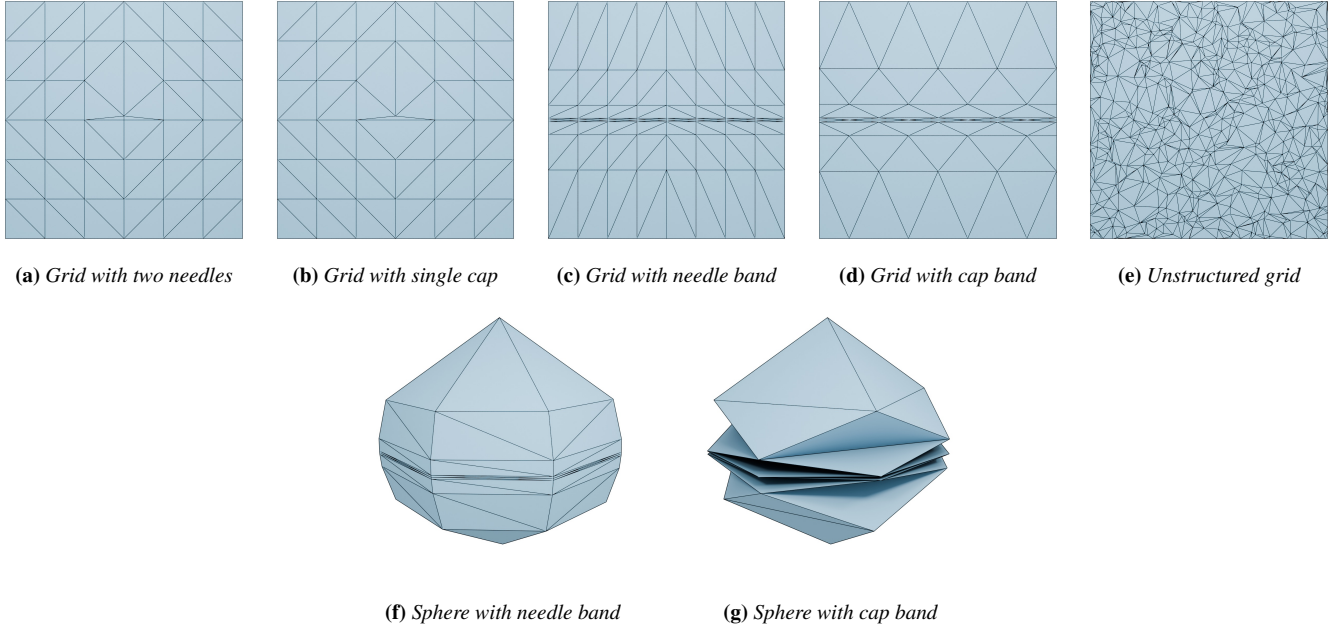 (a) Grid with two needles
(b) Grid with single cap
(c) Grid with needle band
(d) Grid with cap band
(e) Unstructured grid
(f) Sphere with needle band
(g) Sphere with cap band